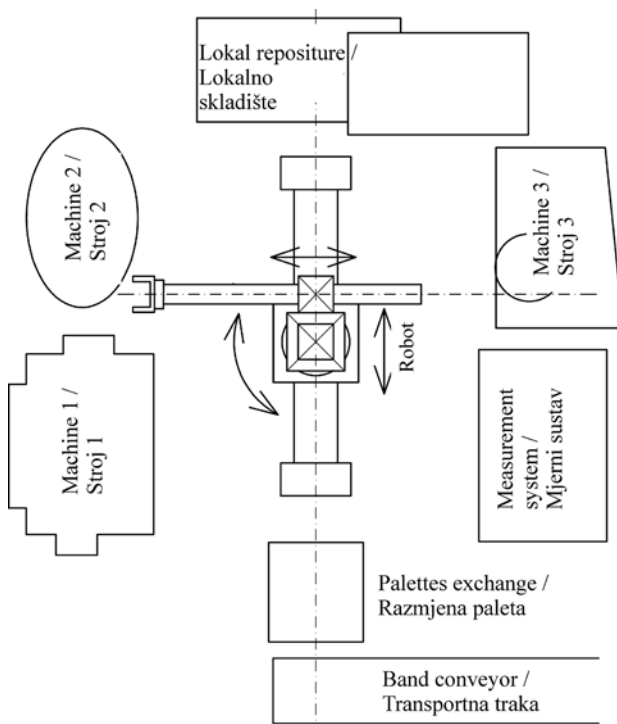 Lokal repositure /
Lokalno
skladište
Machine 2 /
Stroj 2
Machine 3 /
Stroj 3
Robot
Machine 1 /
Stroj 1
Measurement
system /
Mjerni sustav
Palettes exchange /
Razmjena paleta
Band conveyor /
Transportna traka